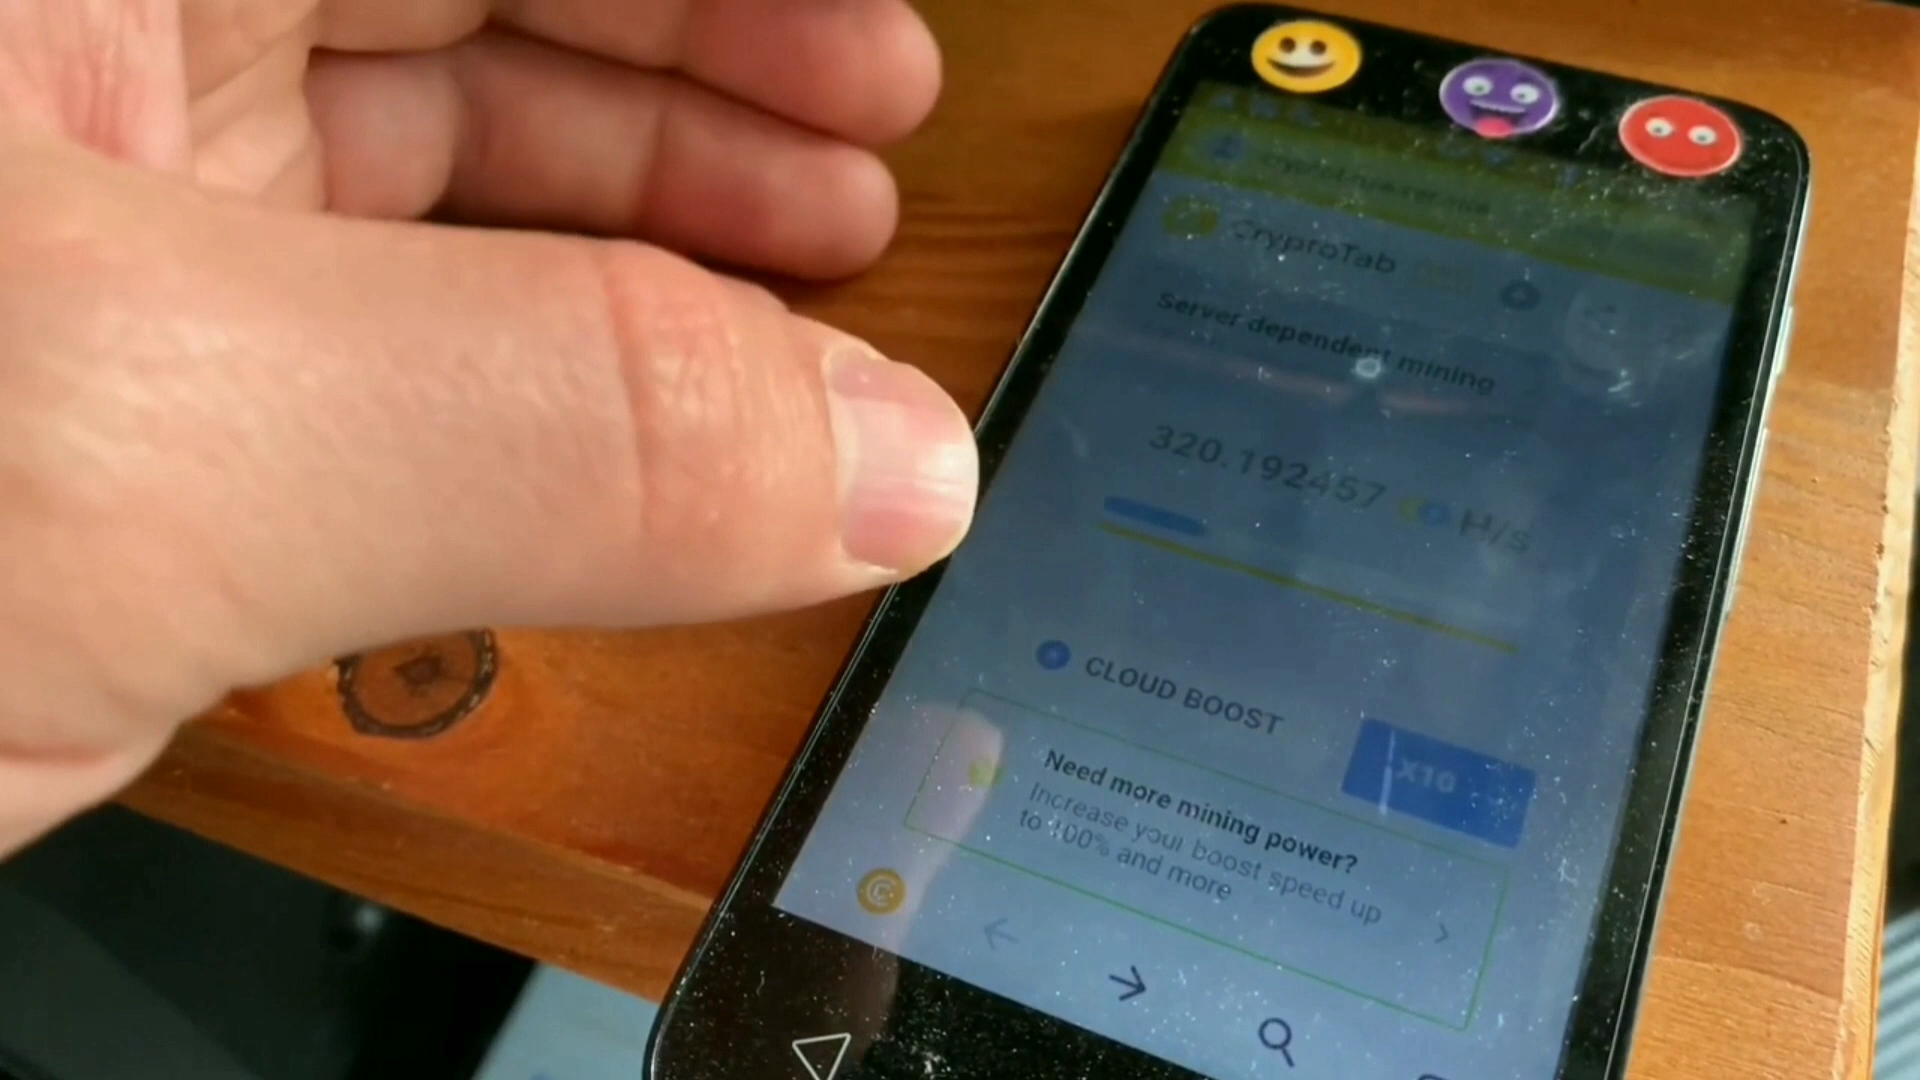 CryproTab
Server dependent mining
320.192457 H/s
CLOUD BOOST
X10
Need more mining power?
Increase your boost speed up
to 100% and more